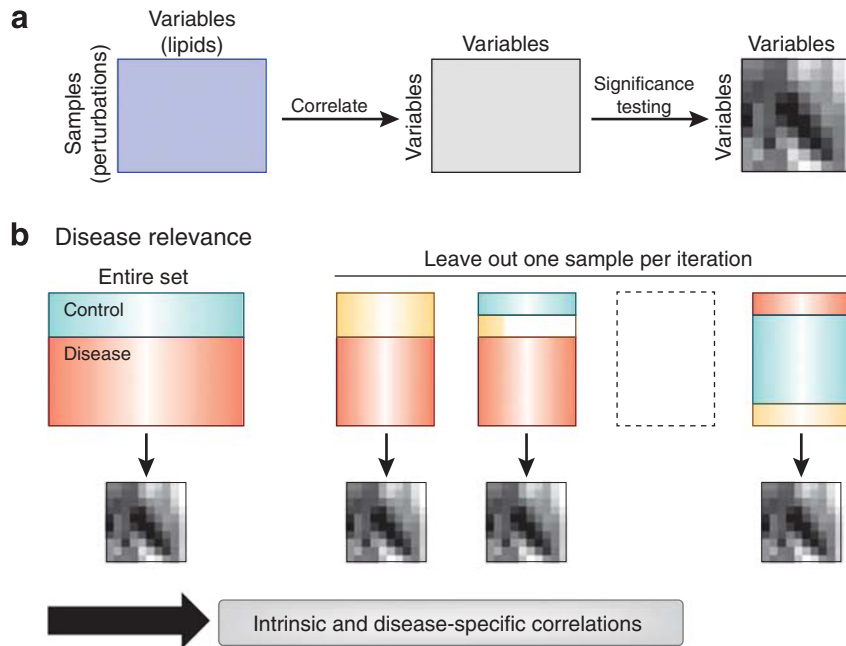 a
Variables
(lipids)
Samples
(perturbations)
Correlate
Variables
Variables
Significance
testing
Variables
Variables
b Disease relevance
Entire set
Leave out one sample per iteration
Control
Disease
Intrinsic and disease-specific correlations